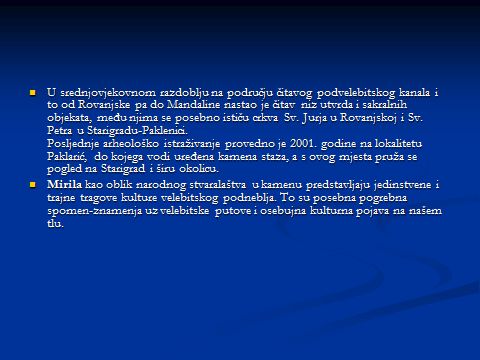 U srednjovjekovnom razdoblju na području čitavog podvelebitskog kanala i
to od Rovanjske pa do Mandaline nastao je čitav niz utvrda i sakralnih
objekata, među njima se posebno ističu crkva Sv. Jurja u Rovanjskoj i Sv.
Petra u Starigradu-Paklenici.
Posljednje arheološko istraživanje provedno je 2001. godine na lokalitetu
Paklarić, do kojega vodi uređena kamena staza, a s ovog mjesta pruža se
pogled na Starigrad i širu okolicu.
Mirila kao oblik narodnog stvaralaštva u kamenu predstavljaju jedinstvene i
trajne tragove kulture velebitskog podneblja. To su posebna pogrebna
spomen-znamenja uz velebitske putove i osebujna kulturna pojava na našem
tlu.